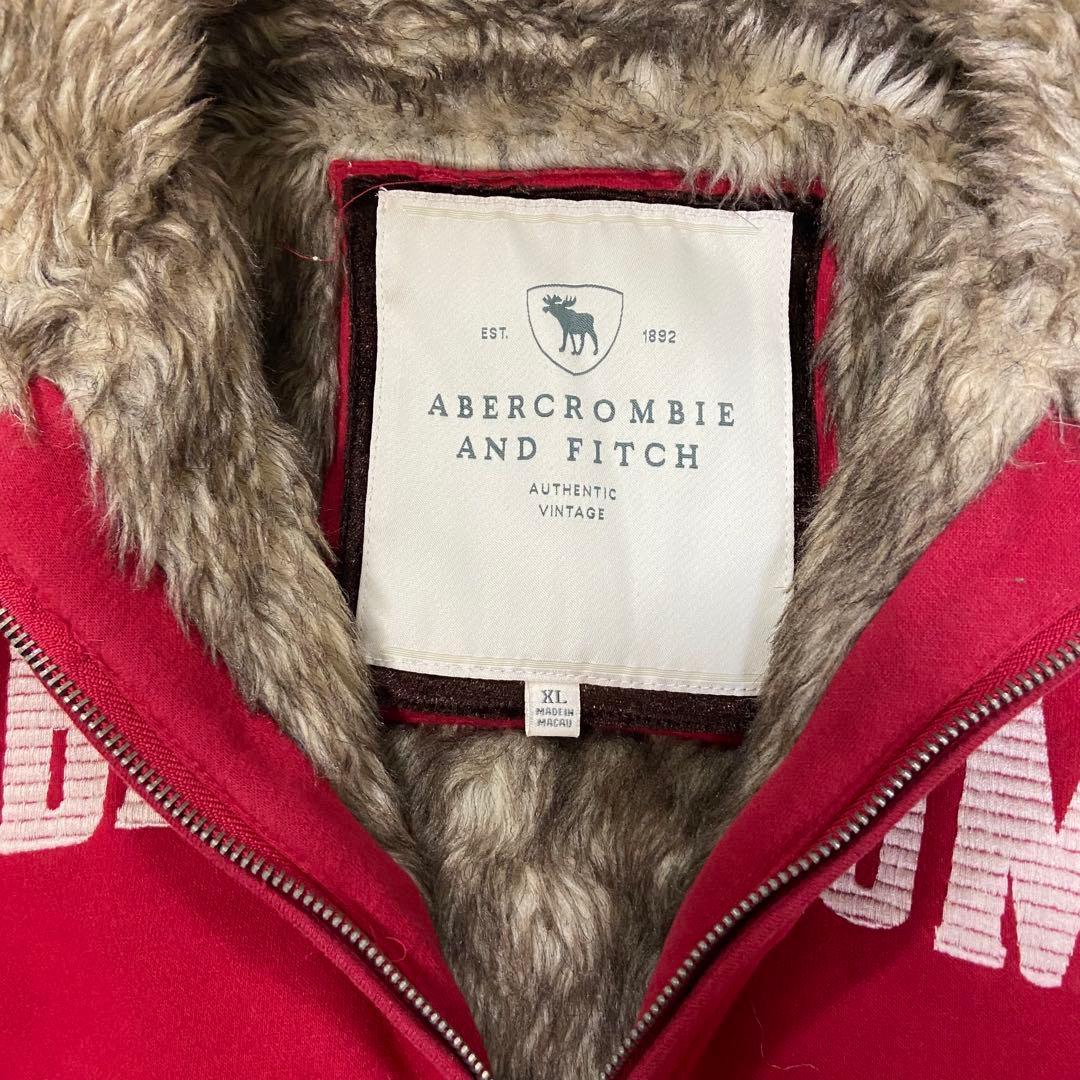 EST. 1892
ABERCROMBIE
AND FITCH
AUTHENTIC
VINTAGE
XL
MADE IN
MACAU